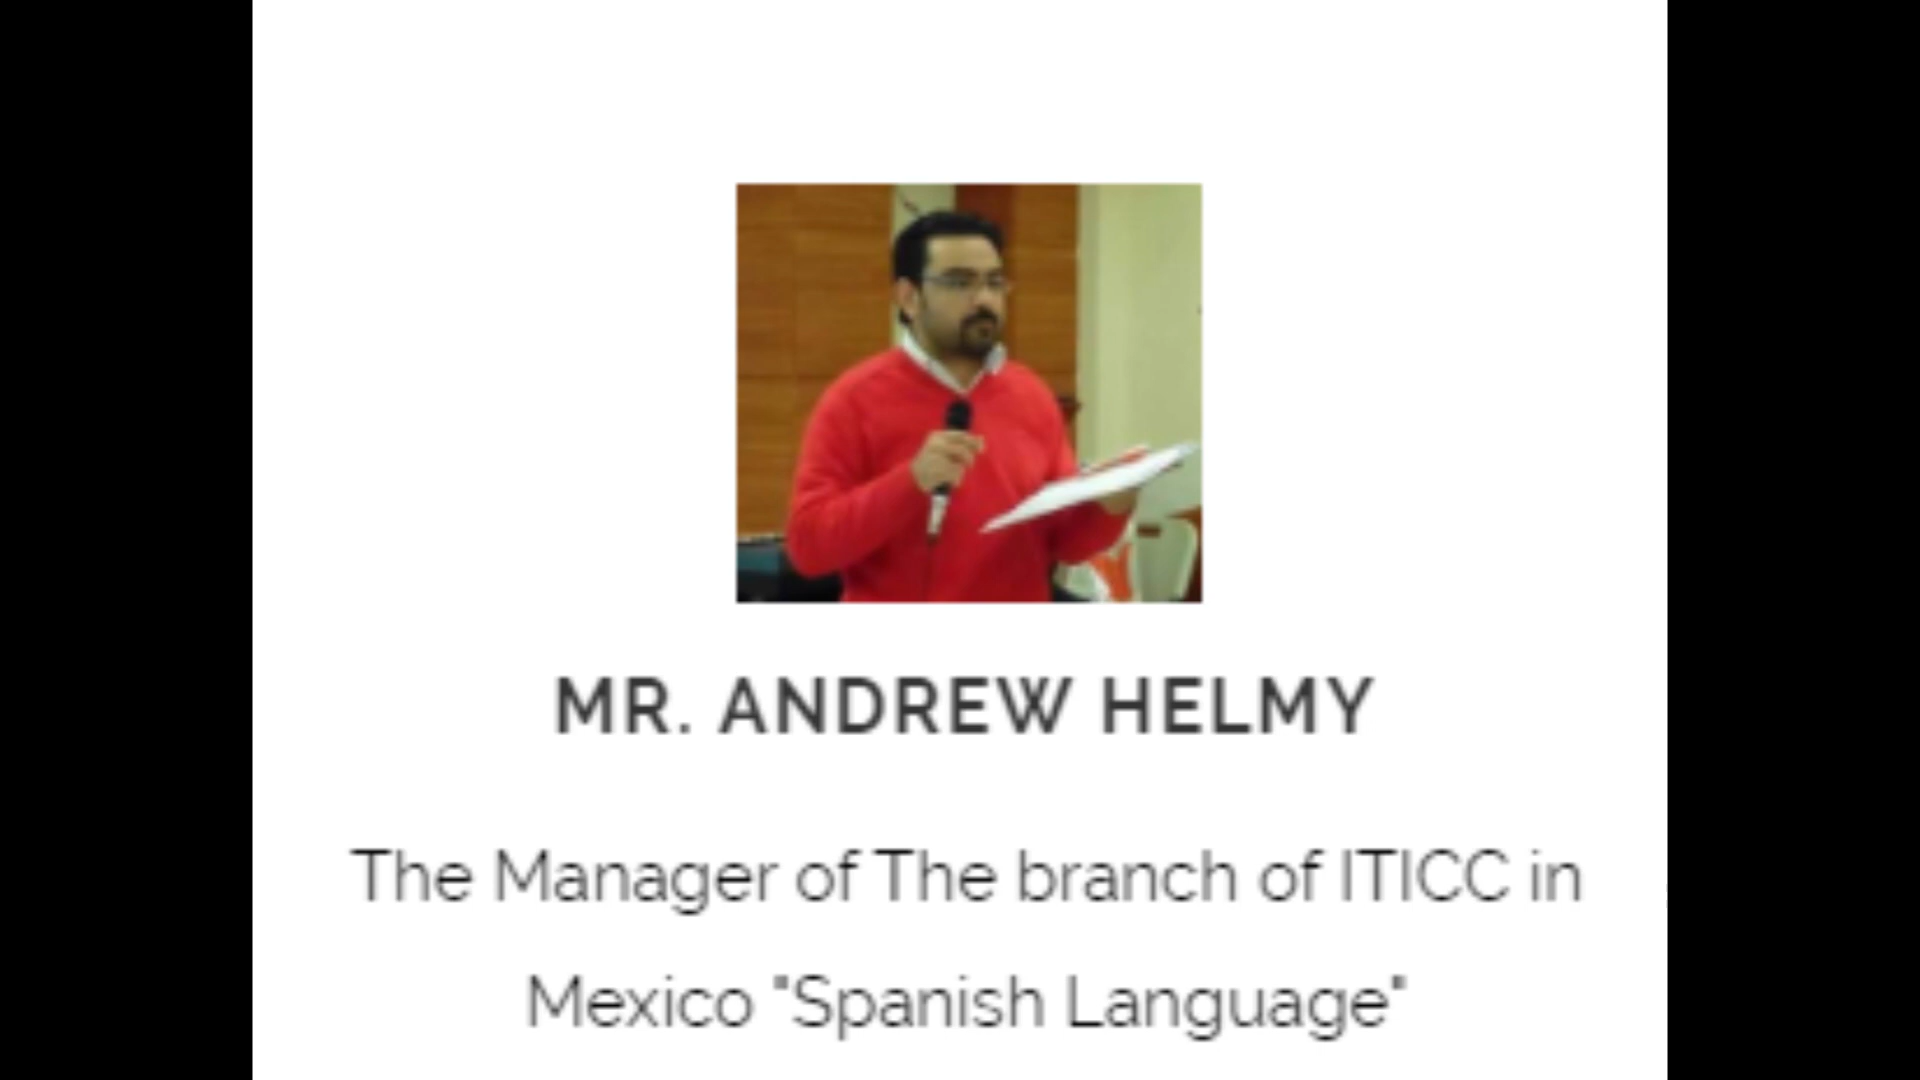 MR. ANDREW HELMY
The Manager of The branch of ITICC in
Mexico "Spanish Language"